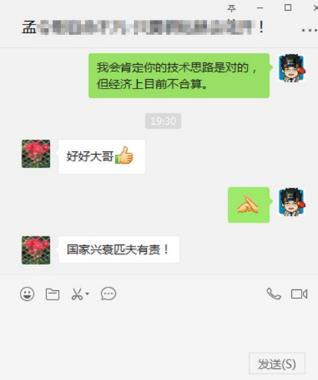 孟
！
我会肯定你的技术思路是对的，
但经济上目前不合算。
19:30
好好大哥
国家兴衰匹夫有责！
发送(S)